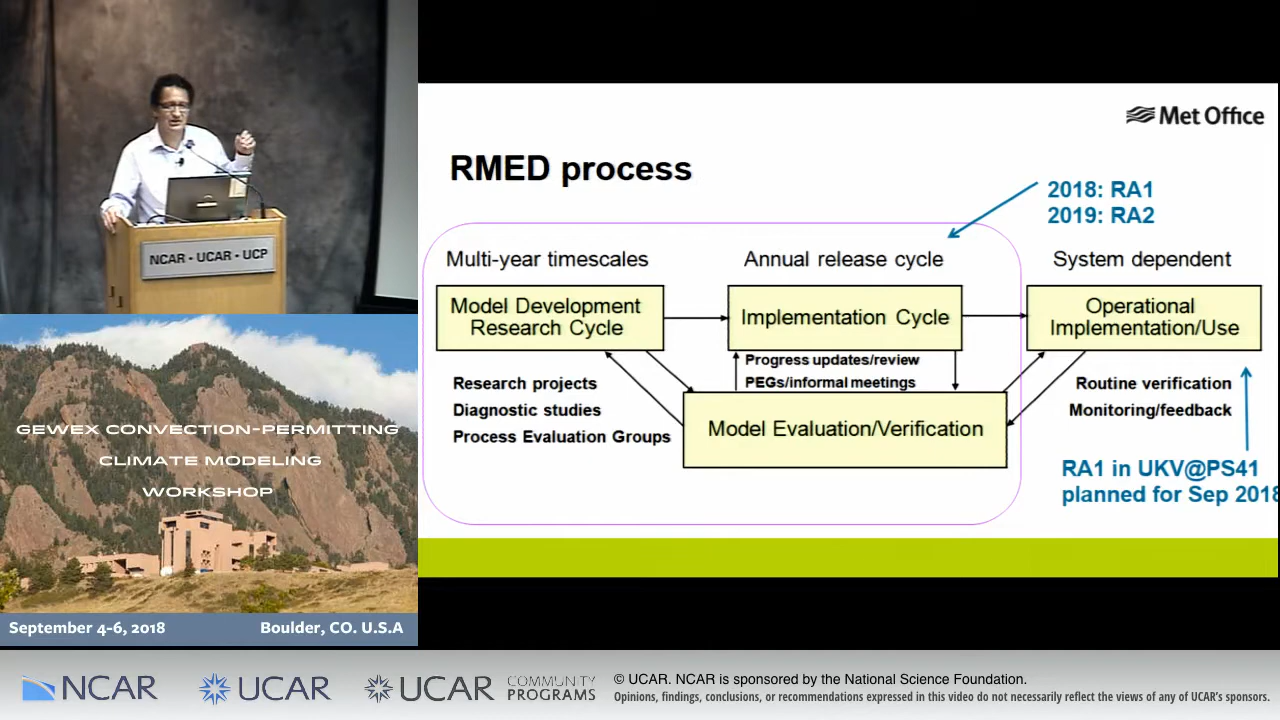 NCAR • UCAR • UCP
GEWEX CONVECTION-PERMITTING
CLIMATE MODELING
WORKSHOP
September 4-6, 2018
Boulder, CO. U.S.A
Met Office
RMED process
2018: RA1
2019: RA2
Multi-year timescales
Annual release cycle
System dependent
Model Development
Research Cycle
Implementation Cycle
Operational
Implementation/Use
Progress updates/review
PEGs/informal meetings
Research projects
Diagnostic studies
Process Evaluation Groups
Model Evaluation/Verification
Routine verification
Monitoring/feedback
RA1 in UKV@PS41
planned for Sep 2018
NCAR
UCAR
UCAR
COMMUNITY
PROGRAMS
© UCAR. NCAR is sponsored by the National Science Foundation.
Opinions, findings, conclusions, or recommendations expressed in this video do not necessarily reflect the views of any of UCAR's sponsors.